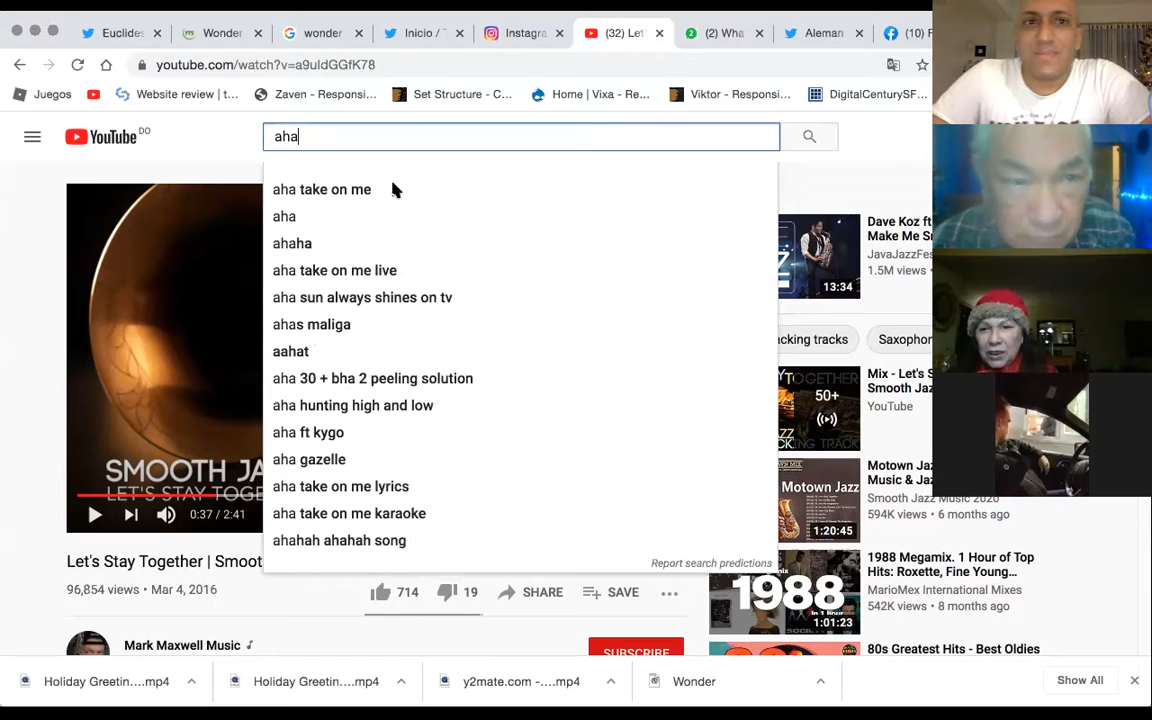 Euclides
Wonder
wonder
Inicio / T
Instagra
(32) Let'
(2) Wha
Aleman
(10) F
youtube.com/watch?v=a9uldGGfK78
Juegos
Website review | t...
Zaven - Responsi...
Set Structure - C...
Home | Vixa - Re...
Viktor - Responsi...
DigitalCenturySF...
YouTube DO
aha
aha take on me
aha
ahaha
aha take on me live
aha sun always shines on tv
ahas maliga
aahat
aha 30 + bha 2 peeling solution
aha hunting high and low
aha ft kygo
aha gazelle
aha take on me lyrics
aha take on me karaoke
ahahah ahahah song
Report search predictions
SMOOTH JA
LET'S STAY TOGE
0:37 / 2:41
Let's Stay Together | Smoot
96,854 views • Mar 4, 2016
714
19
SHARE
SAVE
Mark Maxwell Music
SUBSCRIBE
Dave Koz ft
Make Me Sr
JavaJazzFes
1.5M views
13:34
cking tracks
Saxophon
50+
Mix - Let's S
Smooth Jaz
YouTube
Motown Jazz
1:20:45
Motown Jazz
Music & Jaz
Smooth Jazz Music 2020
594K views • 6 months ago
1988
1:01:23
1988 Megamix. 1 Hour of Top
Hits: Roxette, Fine Young...
MarioMex International Mixes
542K views • 8 months ago
80s Greatest Hits - Best Oldies
Holiday Greetin....mp4
Holiday Greetin....mp4
y2mate.com -....mp4
Wonder
Show All